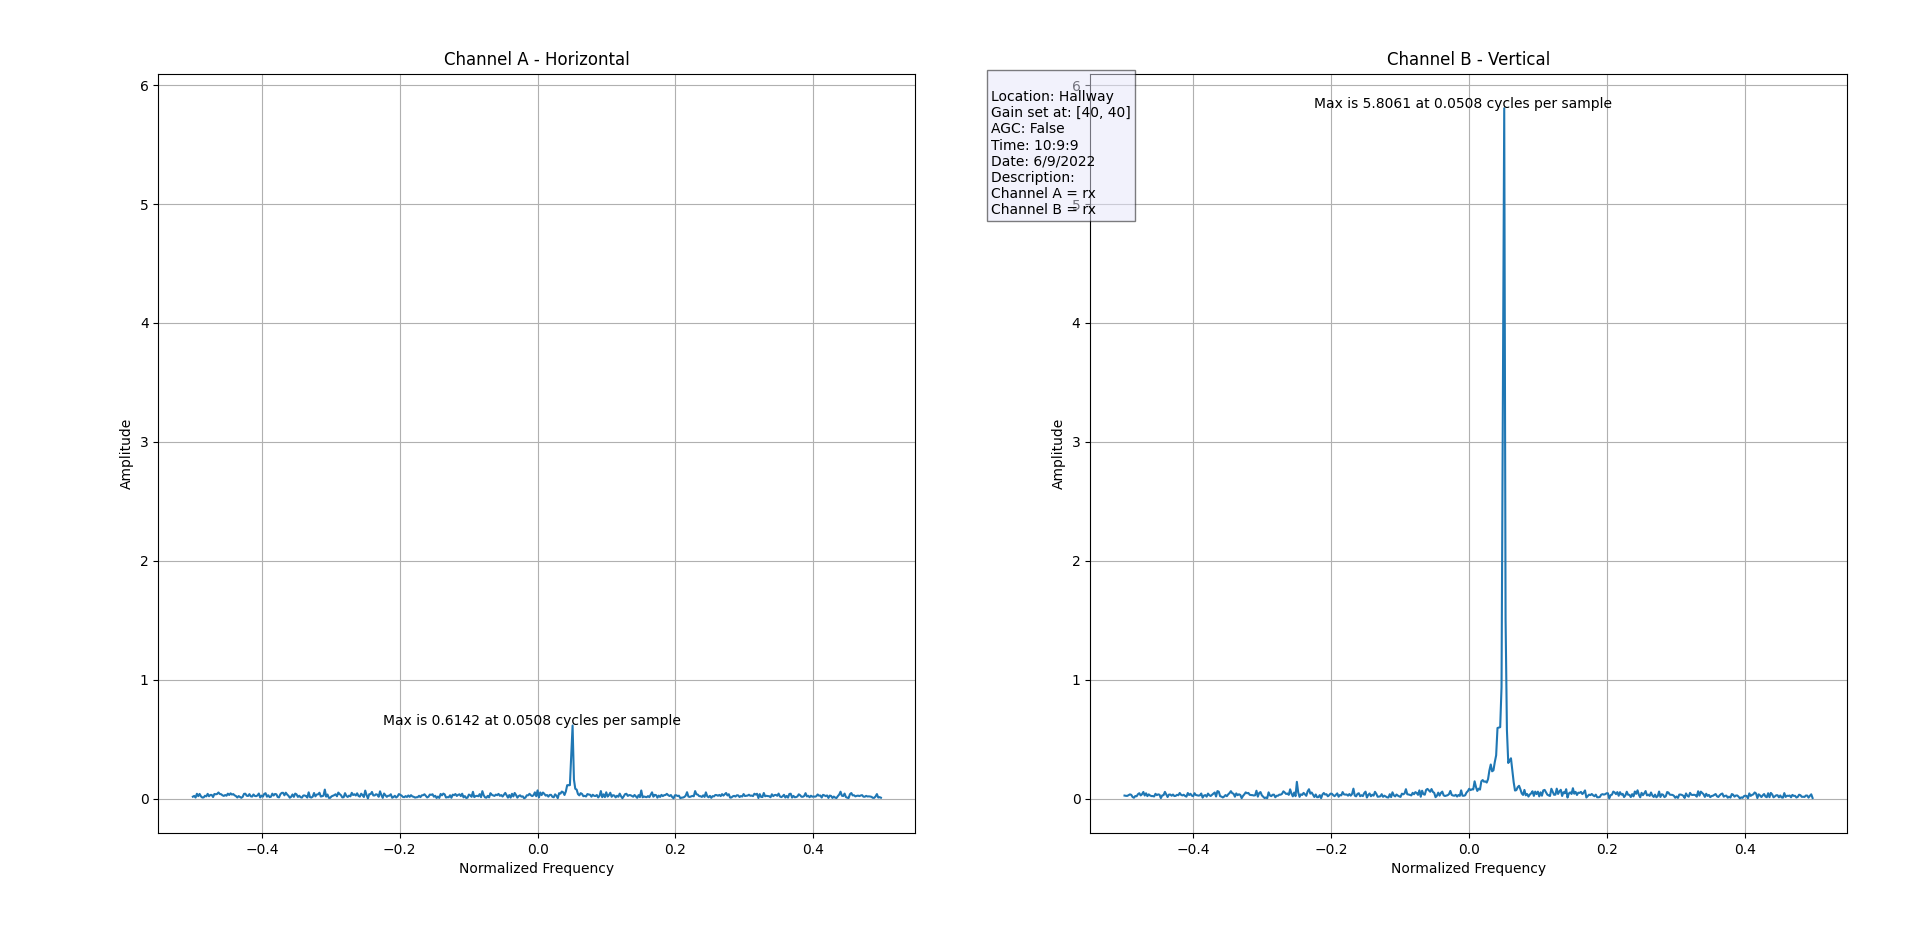 Channel A - Horizontal
6
5
4
3
2
1
0
Amplitude
Max is 0.6142 at 0.0508 cycles per sample
−0.4 −0.2 0.0 0.2 0.4
Normalized Frequency
Location: Hallway
Gain set at: [40, 40]
AGC: False
Time: 10:9:9
Date: 6/9/2022
Description:
Channel A = rx
Channel B = rx
Channel B - Vertical
6
5
4
3
2
1
0
Amplitude
Max is 5.8061 at 0.0508 cycles per sample
−0.4 −0.2 0.0 0.2 0.4
Normalized Frequency